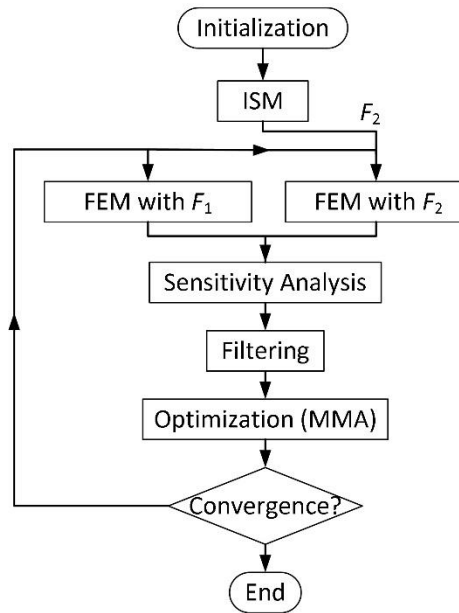 Initialization
ISM
F2
FEM with F1
FEM with F2
Sensitivity Analysis
Filtering
Optimization (MMA)
Convergence?
End